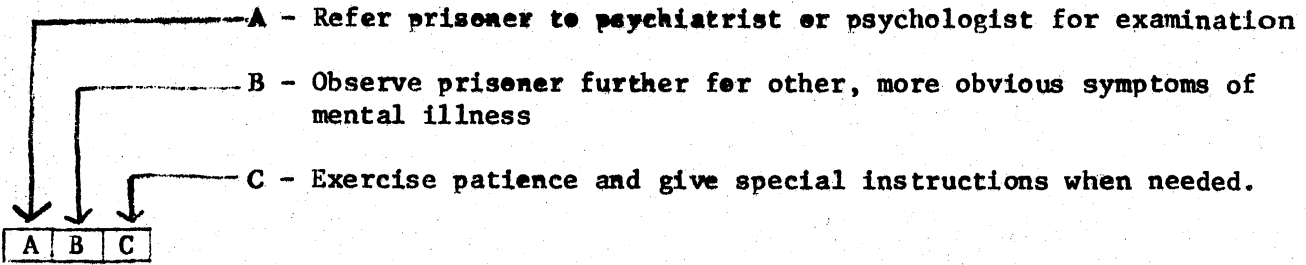 A - Refer prisoner to psychiatrist or psychologist for examination
B - Observe prisoner further for other, more obvious symptoms of
mental illness
C - Exercise patience and give special instructions when needed.
A B C